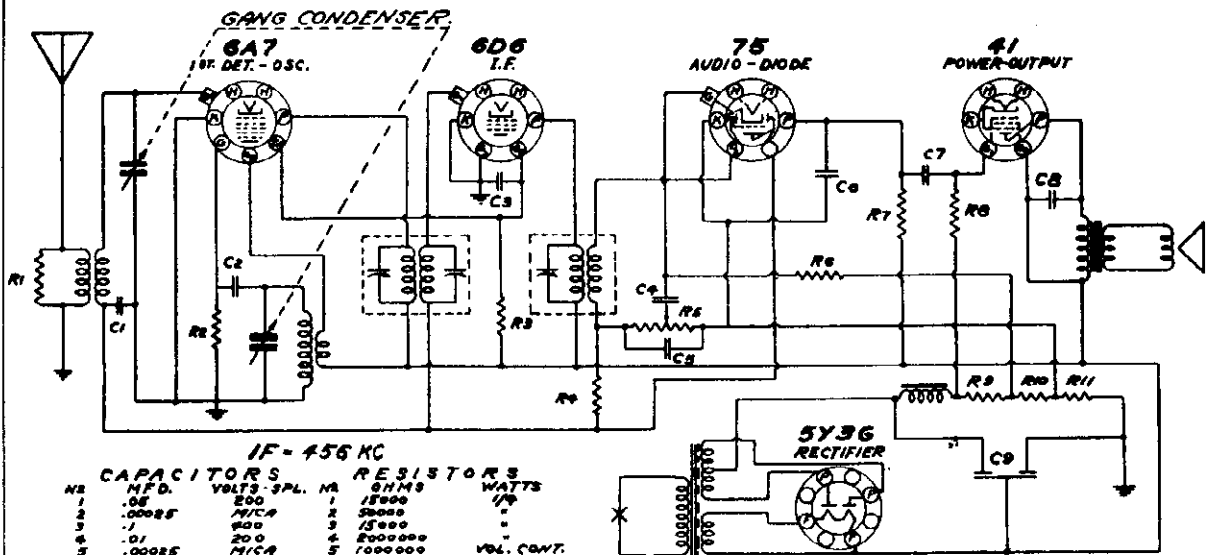 GANG CONDENSER.
6A7
1ST. DET. - OSC.
6D6
I.F.
75
AUDIO - DIODE
41
POWER-OUTPUT
C3
C6
C7
C8
R7
R8
R1
C1
C2
R2
R3
C4
R5
R6
C5
R4
R9
R10
R11
IF = 456 KC
5Y3G
RECTIFIER
C9
CAPACITORS RESISTORS
NO MFD. VOLTS-SPL. NO OHMS WATTS
1 .05 200 1 15000 1/4
2 .00025 MICA 2 50000 "
3 .1 400 3 15000 "
4 .01 200 4 2000000 "
5 .00025 MICA 5 1000000 VOL. CONT.